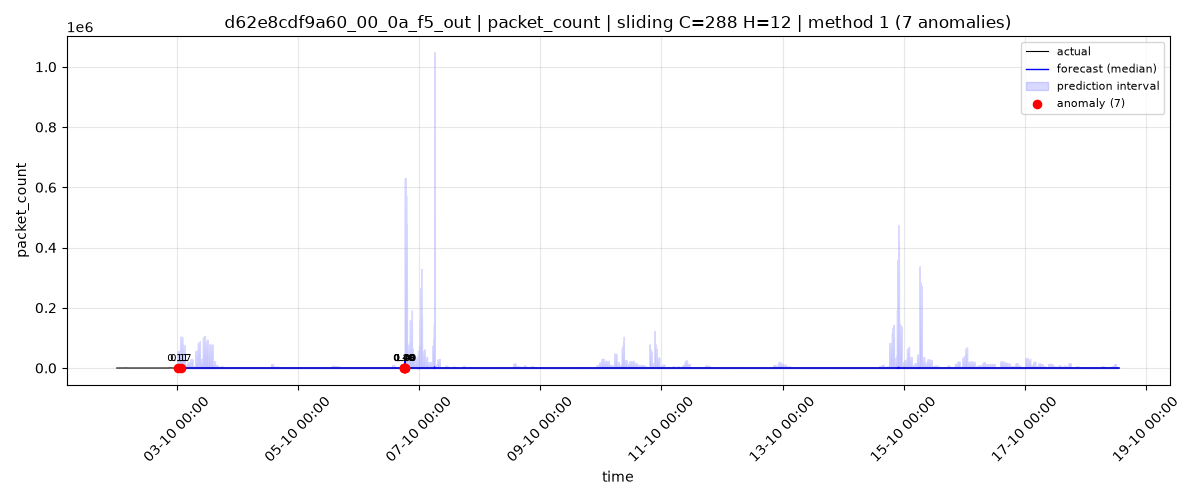 d62e8cdf9a60_00_0a_f5_out | packet_count | sliding C=288 H=12 | method 1 (7 anomalies)
1e6
actual
forecast (median)
prediction interval
anomaly (7)
packet_count
1.0
0.8
0.6
0.4
0.2
0.0
03-10 00:00
05-10 00:00
07-10 00:00
09-10 00:00
11-10 00:00
13-10 00:00
15-10 00:00
17-10 00:00
19-10 00:00
time